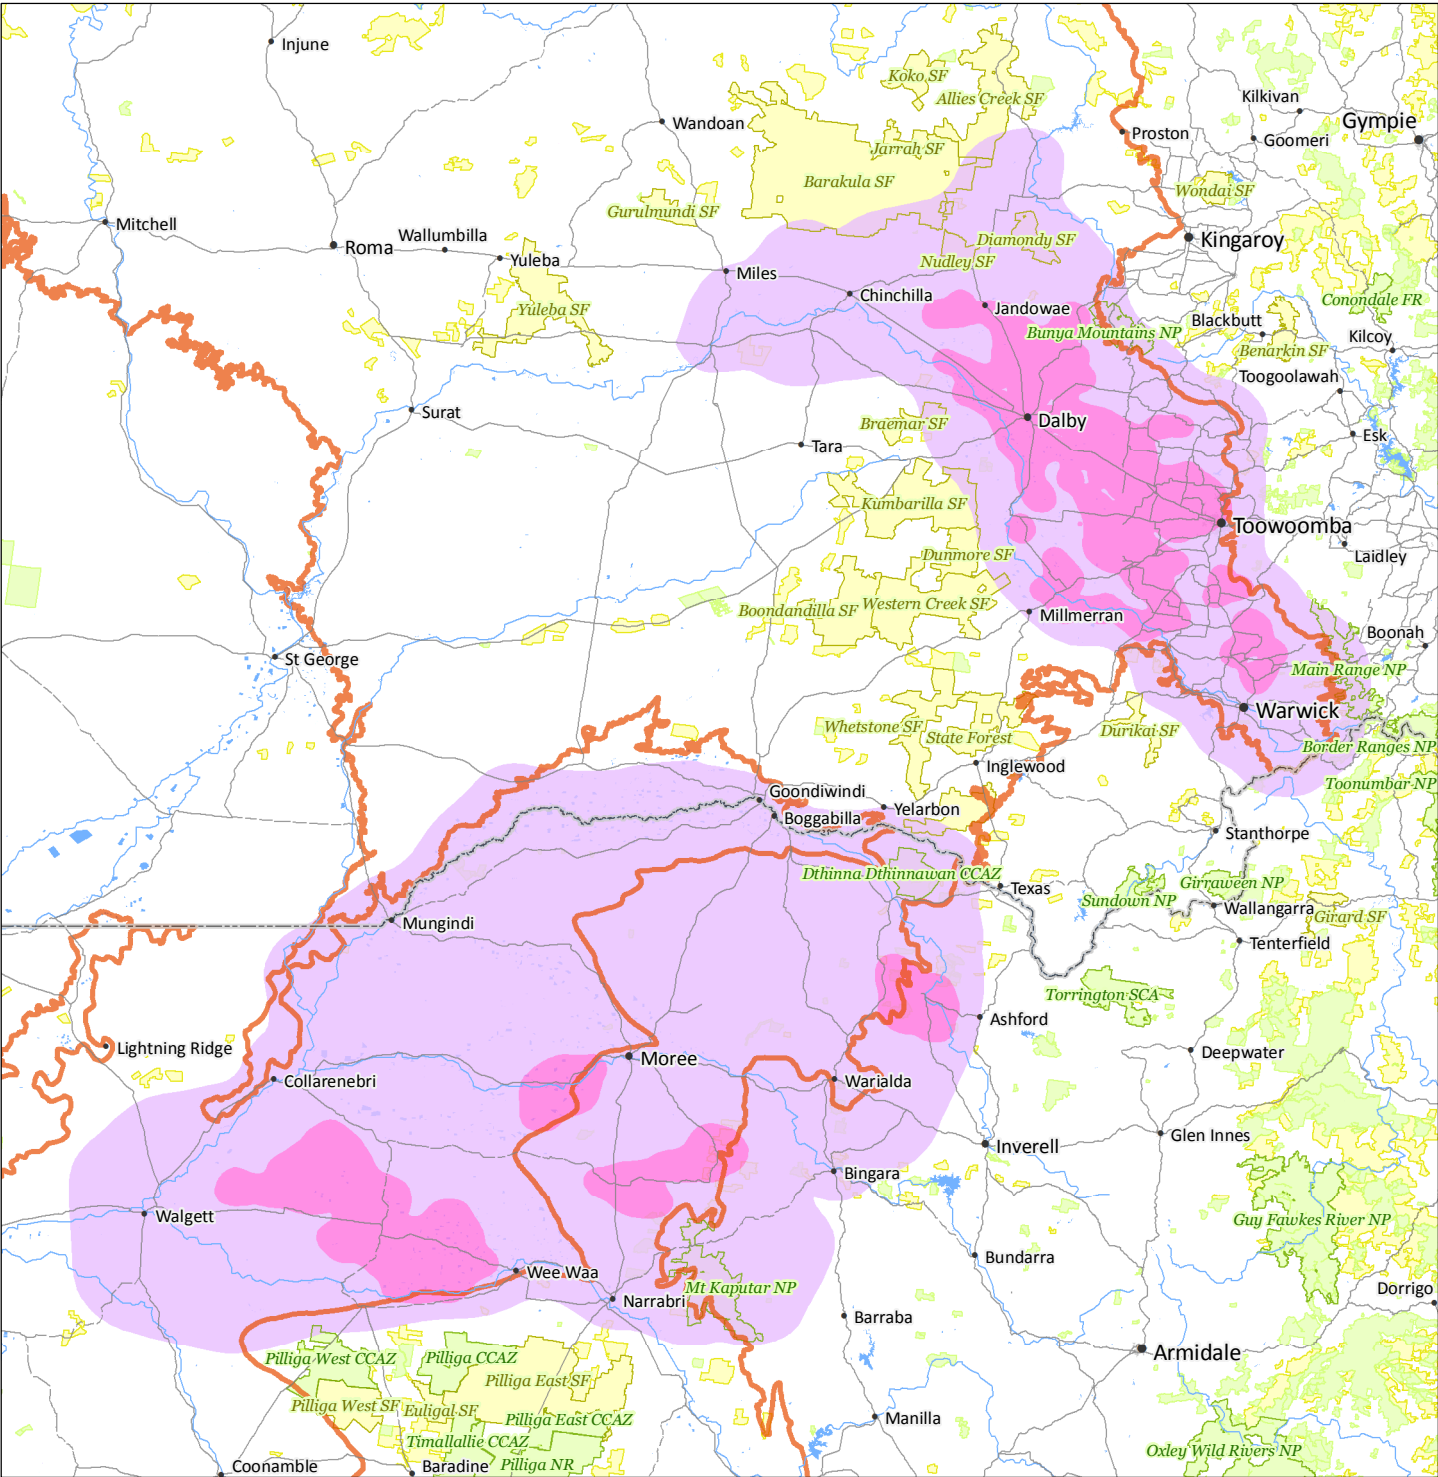 Injune
Koko SF
Allies Creek SF
Kilkivan
Gympie
Wandoan
Proston
Goomeri
Jarrah SF
Barakula SF
Wondai SF
Gurulmundi SF
Mitchell
Roma
Wallumbilla
Yuleba
Diamondy SF
Nudley SF
Kingaroy
Miles
Chinchilla
Jandowae
Conondale FR
Yuleba SF
Bunya Mountains NP
Blackbutt
Kilcoy
Benarkin SF
Toogoolawah
Surat
Braemar SF
Dalby
Tara
Esk
Kumbarilla SF
Toowoomba
Dunmore SF
Laidley
Boondandilla SF
Western Creek SF
Millmerran
Boonah
St George
Main Range NP
Warwick
Whetstone SF
State Forest
Durikai SF
Border Ranges NP
Inglewood
Toonumbar NP
Goondiwindi
Yelarbon
Boggabilla
Stanthorpe
Dthinna Dthinnawan CCAZ
Texas
Girraween NP
Sundown NP
Wallangarra
Girard SF
Mungindi
Tenterfield
Torrington SCA
Ashford
Lightning Ridge
Moree
Deepwater
Collarenebri
Warialda
Glen Innes
Inverell
Bingara
Walgett
Guy Fawkes River NP
Bundarra
Wee Waa
Mt Kaputar NP
Narrabri
Dorrigo
Barraba
Armidale
Pilliga West CCAZ
Pilliga CCAZ
Pilliga East SF
Pilliga West SF
Euligal SF
Pilliga East CCAZ
Manilla
Timallallie CCAZ
Oxley Wild Rivers NP
Coonamble
Baradine
Pilliga NR